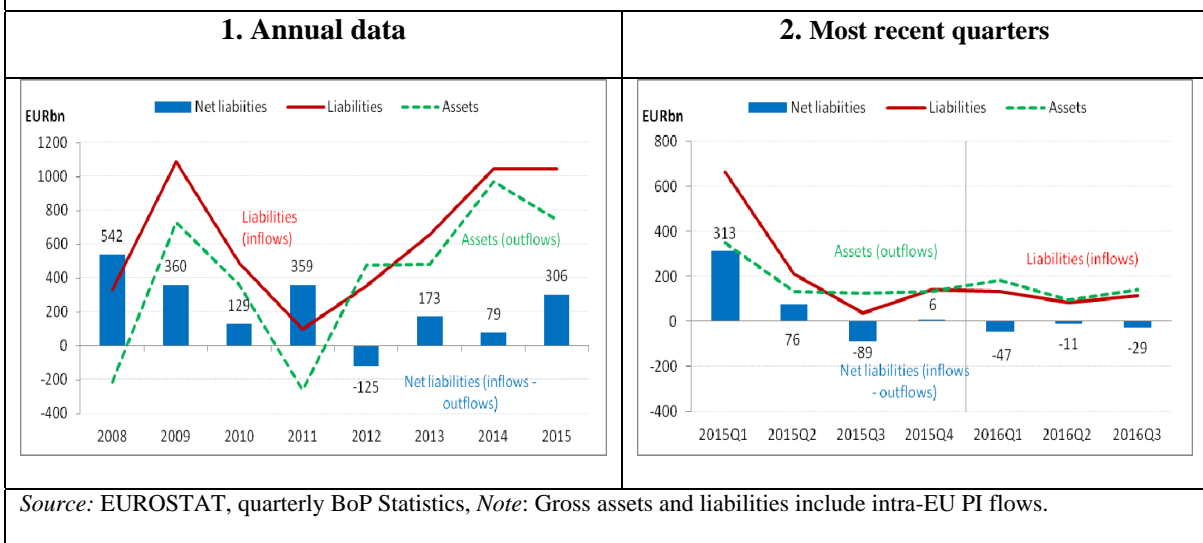 1. Annual data
2. Most recent quarters
Net liabiities Liabilities Assets
EURbn
1200
1000
800
600
400
200
0
-200
-400
542
360
129
359
-125
173
79
306
Liabilities
(inflows)
Assets (outflows)
Net liabilities (inflows -
outflows)
2008 2009 2010 2011 2012 2013 2014 2015
Net liabilities Liabilities Assets
EURbn
800
600
400
200
0
-200
-400
313
76
-89
6
-47
-11
-29
Assets (outflows)
Liabilities (inflows)
Net liabilities (inflows
- outflows)
2015Q1 2015Q2 2015Q3 2015Q4 2016Q1 2016Q2 2016Q3
Source: EUROSTAT, quarterly BoP Statistics, Note: Gross assets and liabilities include intra-EU PI flows.